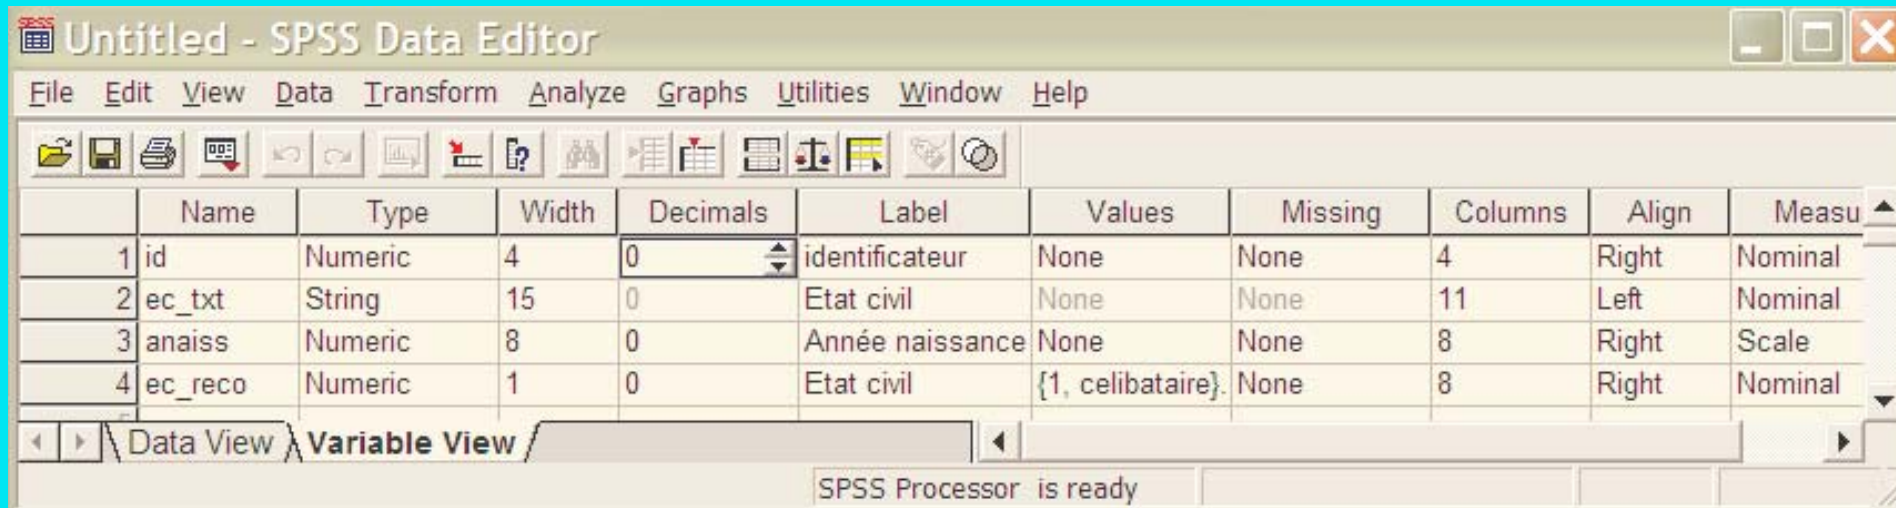 Untitled - SPSS Data Editor
File Edit View Data Transform Analyze Graphs Utilities Window Help
Name Type Width Decimals Label Values Missing Columns Align Measu
1 id Numeric 4 0 identificateur None None 4 Right Nominal
2 ec_txt String 15 0 Etat civil None None 11 Left Nominal
3 anaiss Numeric 8 0 Année naissance None None 8 Right Scale
4 ec_reco Numeric 1 0 Etat civil {1, celibataire}. None 8 Right Nominal
Data View Variable View
SPSS Processor is ready